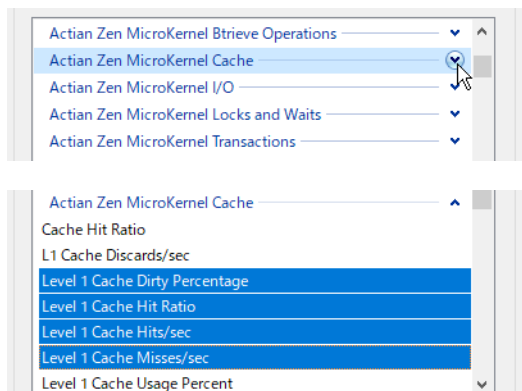 Actian Zen MicroKernel Btrieve Operations
Actian Zen MicroKernel Cache
Actian Zen MicroKernel I/O
Actian Zen MicroKernel Locks and Waits
Actian Zen MicroKernel Transactions
Actian Zen MicroKernel Cache
Cache Hit Ratio
L1 Cache Discards/sec
Level 1 Cache Dirty Percentage
Level 1 Cache Hit Ratio
Level 1 Cache Hits/sec
Level 1 Cache Misses/sec
Level 1 Cache Usage Percent